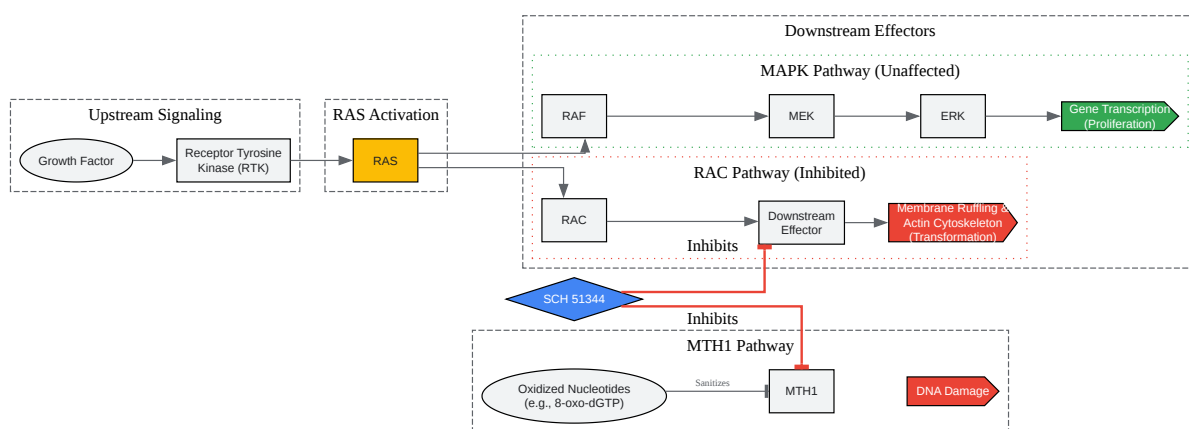 Downstream Effectors
MAPK Pathway (Unaffected)
Upstream Signaling
RAS Activation
Growth Factor
Receptor Tyrosine
Kinase (RTK)
RAS
RAF
MEK
ERK
Gene Transcription
(Proliferation)
RAC Pathway (Inhibited)
RAC
Downstream
Effector
Membrane Ruffling &
Actin Cytoskeleton
(Transformation)
Inhibits
SCH 51344
Inhibits
MTH1 Pathway
Oxidized Nucleotides
(e.g., 8-oxo-dGTP)
Sanitizes
MTH1
DNA Damage